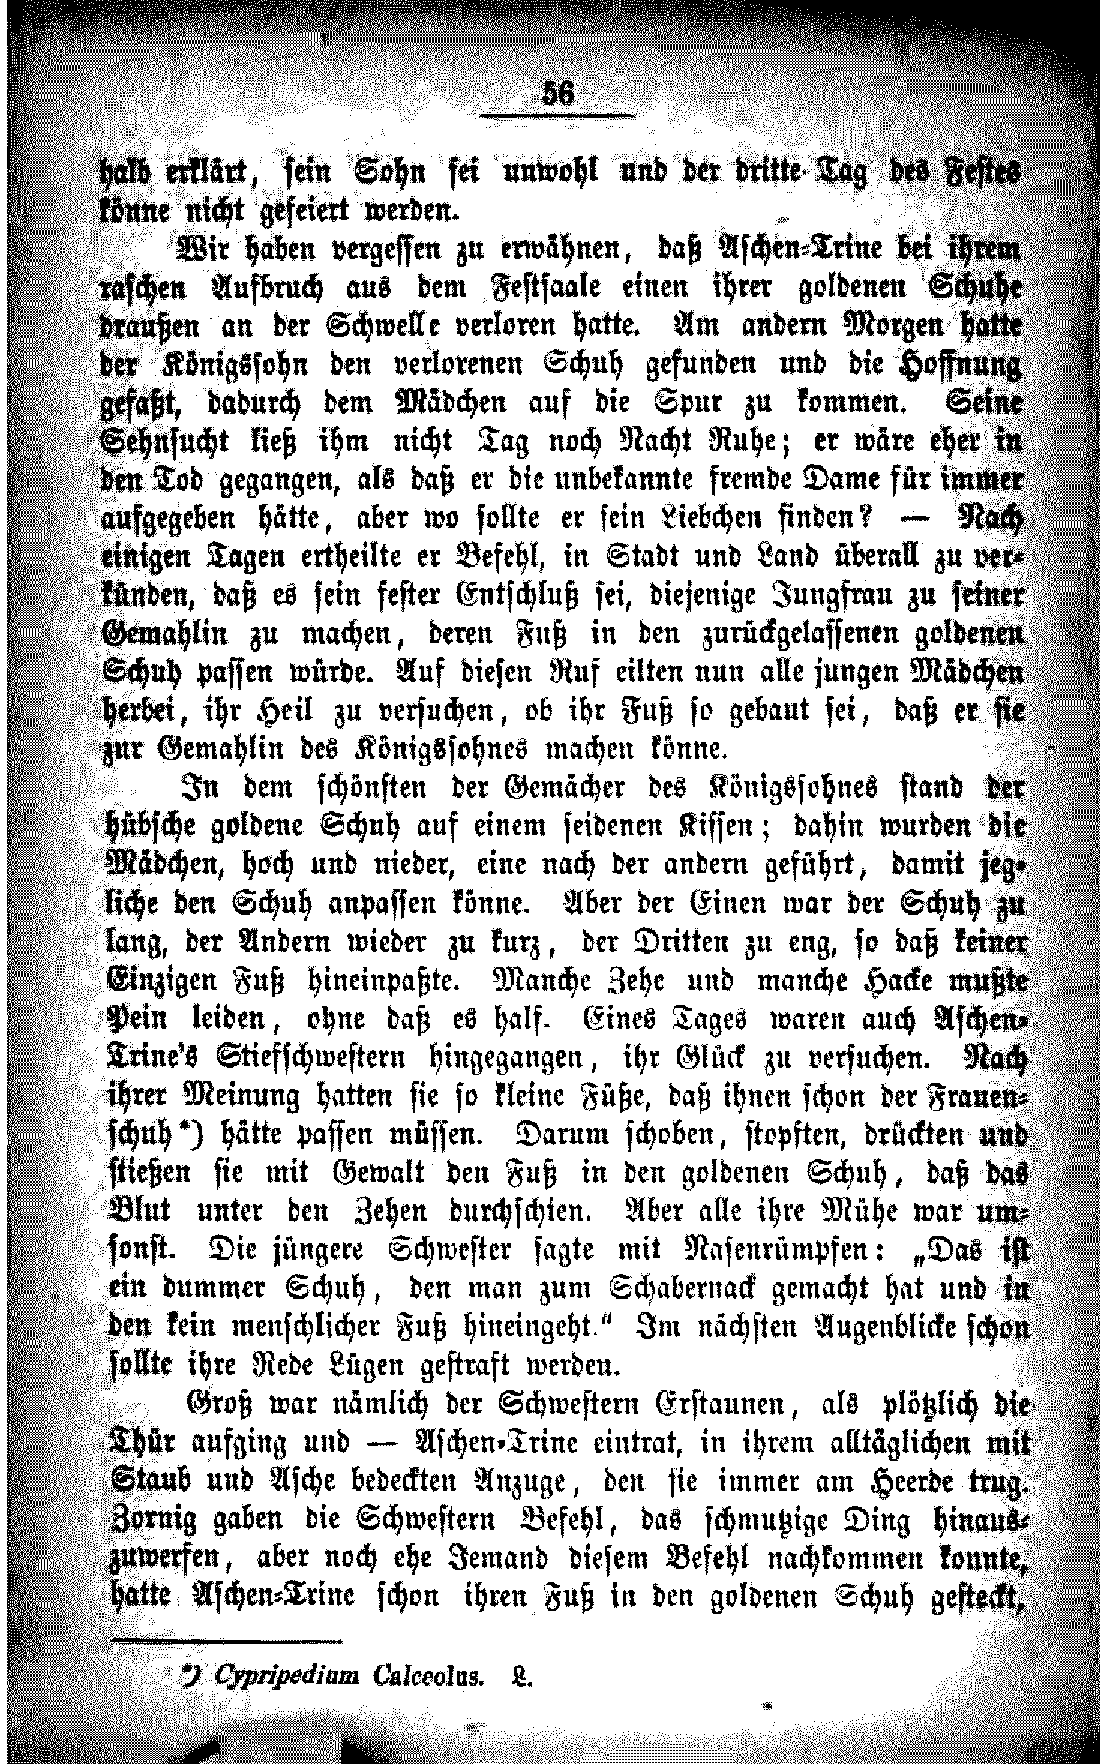 56
halb erklärt, sein Sohn sei unwohl und der dritte Tag des Festes
könne nicht gefeiert werden.
Wir haben vergessen zu erwähnen, daß Aschen-Trine bei ihrem
raschen Aufbruch aus dem Festsaale einen ihrer goldenen Schuhe
draußen an der Schwelle verloren hatte. Am andern Morgen hatte
der Königssohn den verlorenen Schuh gefunden und die Hoffnung
gefaßt, dadurch dem Mädchen auf die Spur zu kommen. Seine
Sehnsucht ließ ihm nicht Tag noch Nacht Ruhe; er wäre eher in
den Tod gegangen, als daß er die unbekannte fremde Dame für immer
aufgegeben hätte, aber wo sollte er sein Liebchen finden? — Nach
einigen Tagen ertheilte er Befehl, in Stadt und Land überall zu ver-
künden, daß es sein fester Entschluß sei, diejenige Jungfrau zu seiner
Gemahlin zu machen, deren Fuß in den zurückgelassenen goldenen
Schuh passen würde. Auf diesen Ruf eilten nun alle jungen Mädchen
herbei, ihr Heil zu versuchen, ob ihr Fuß so gebaut sei, daß er sie
zur Gemahlin des Königssohnes machen könne.
In dem schönsten der Gemächer des Königssohnes stand der
hübsche goldene Schuh auf einem seidenen Kissen; dahin wurden die
Mädchen, hoch und nieder, eine nach der andern geführt, damit jeg-
liche den Schuh anpassen könne. Aber der Einen war der Schuh zu
lang, der Andern wieder zu kurz, der Dritten zu eng, so daß keiner
Einzigen Fuß hineinpaßte. Manche Zehe und manche Hacke mußte
Pein leiden, ohne daß es half. Eines Tages waren auch Aschen-
Trine's Stiefschwestern hingegangen, ihr Glück zu versuchen. Nach
ihrer Meinung hatten sie so kleine Füße, daß ihnen schon der Frauen-
schuh*) hätte passen müssen. Darum schoben, stopften, drückten und
stießen sie mit Gewalt den Fuß in den goldenen Schuh, daß das
Blut unter den Zehen durchschien. Aber alle ihre Mühe war um-
sonst. Die jüngere Schwester sagte mit Nasenrümpfen: „Das ist
ein dummer Schuh, den man zum Schabernack gemacht hat und in
den kein menschlicher Fuß hineingeht.“ Im nächsten Augenblicke schon
sollte ihre Rede Lügen gestraft werden.
Groß war nämlich der Schwestern Erstaunen, als plötzlich die
Thür aufging und — Aschen-Trine eintrat, in ihrem alltäglichen mit
Staub und Asche bedeckten Anzuge, den sie immer am Heerde trug.
Zornig gaben die Schwestern Befehl, das schmutzige Ding hinaus-
zuwerfen, aber noch ehe Jemand diesem Befehl nachkommen konnte,
hatte Aschen-Trine schon ihren Fuß in den goldenen Schuh gesteckt,
*) Cypripedium Calceolus. L.